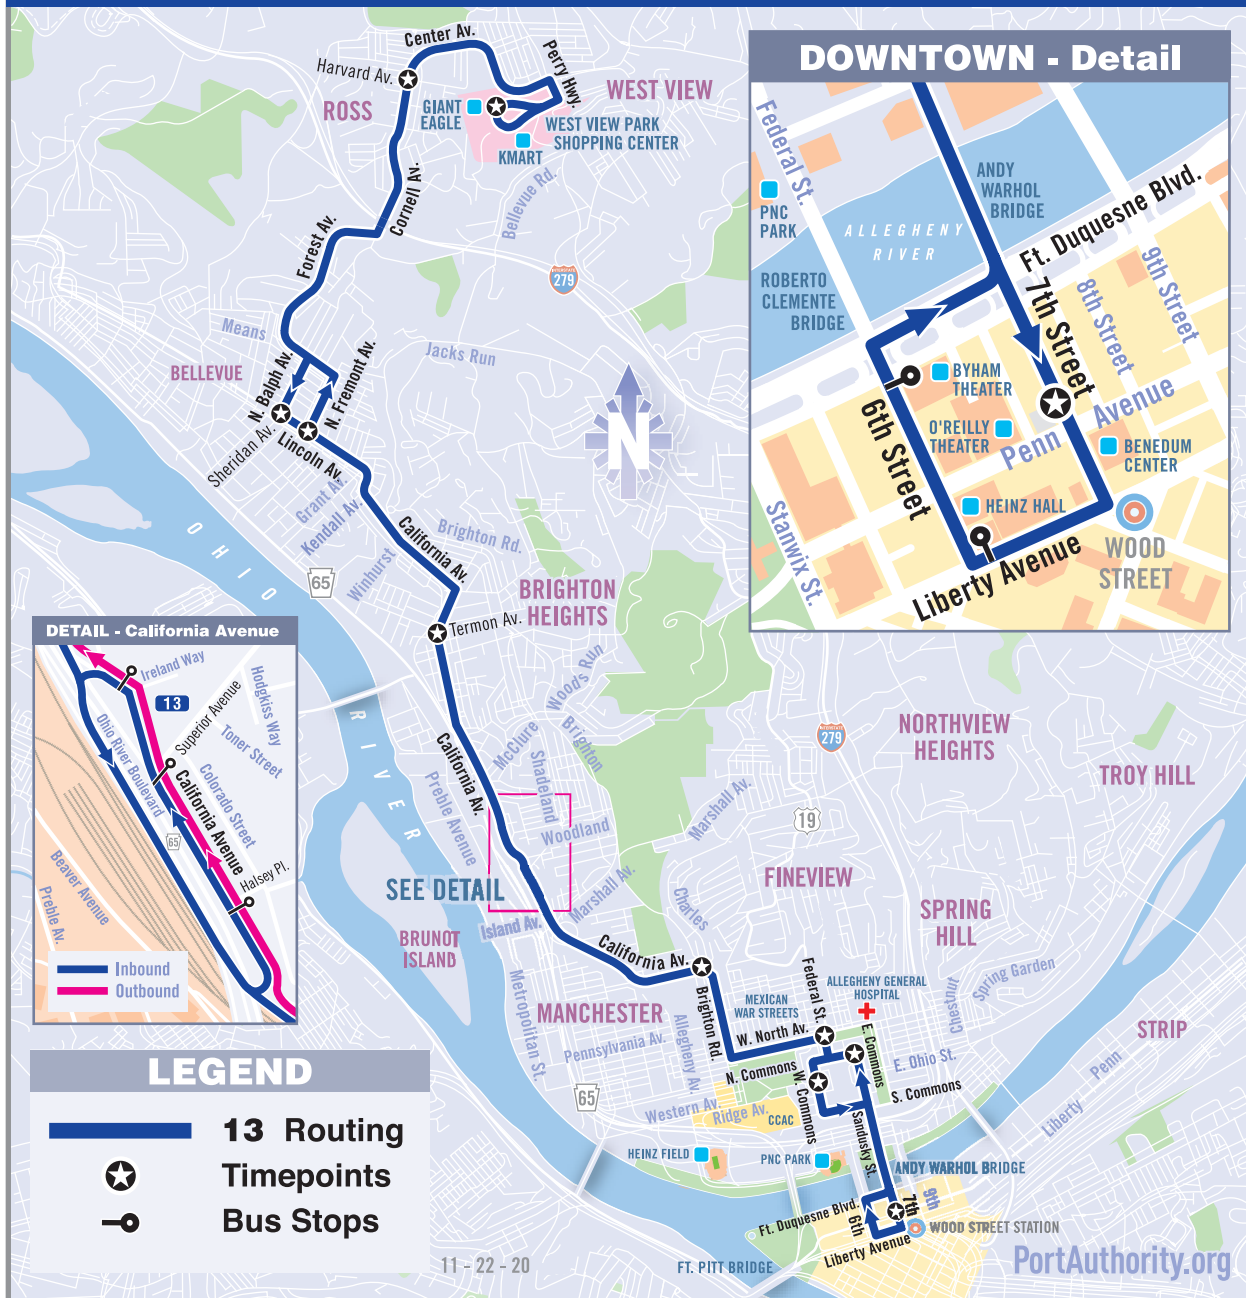 Center Av.
Harvard Av.
Perry Hwy.
ROSS
GIANT
EAGLE
WEST VIEW
WEST VIEW PARK
SHOPPING CENTER
KMART
Bellevue Rd.
Cornell Av.
Forest Av.
INTERSTATE
279
Means
Jacks Run
BELLEVUE
N. Balph Av.
N. Fremont Av.
Sheridan Av.
Lincoln Av.
Grant Av.
Kendall Av.
N
California Av.
Brighton Rd.
Winhurst
65
OHIO
RIVER
BRIGHTON
HEIGHTS
Termon Av.
DOWNTOWN - Detail
Federal St.
PNC
PARK
ANDY
WARHOL
BRIDGE
ALLEGHENY
RIVER
Ft. Duquesne Blvd.
ROBERTO
CLEMENTE
BRIDGE
7th Street
8th Street
9th Street
BYHAM
THEATER
6th Street
O'REILLY
THEATER
Penn Avenue
BENEDUM
CENTER
HEINZ HALL
Stanwix St.
Liberty Avenue
WOOD
STREET
DETAIL - California Avenue
Ireland Way
13
Superior Avenue
Hodgkiss Way
Toner Street
Ohio River Boulevard
California Avenue
Colorado Street
65
Halsey Pl.
Beaver Avenue
Preble Av.
Inbound
Outbound
Wood's Run
McClure
Brighton
Shadeland
California Av.
Preble Avenue
Woodland
Marshall Av.
INTERSTATE
279
NORTHVIEW
HEIGHTS
TROY HILL
19
SEE DETAIL
Marshall Av.
FINEVIEW
Charles
SPRING
HILL
BRUNOT
ISLAND
Island Av.
California Av.
Metropolitan St.
MANCHESTER
Brighton Rd.
MEXICAN
WAR STREETS
Federal St.
ALLEGHENY GENERAL
HOSPITAL
Chestnut
Spring Garden
STRIP
Pennsylvania Av.
Allegheny Av.
W. North Av.
N. Commons
E. Commons
E. Ohio St.
W. Commons
S. Commons
Penn
Liberty
65
Western Av.
Ridge Av.
CCAC
Sandusky St.
HEINZ FIELD
PNC PARK
ANDY WARHOL BRIDGE
Ft. Duquesne Blvd.
6th
7th
9th
WOOD STREET STATION
Liberty Avenue
FT. PITT BRIDGE
LEGEND
13 Routing
Timepoints
Bus Stops
11 - 22 - 20
PortAuthority.org